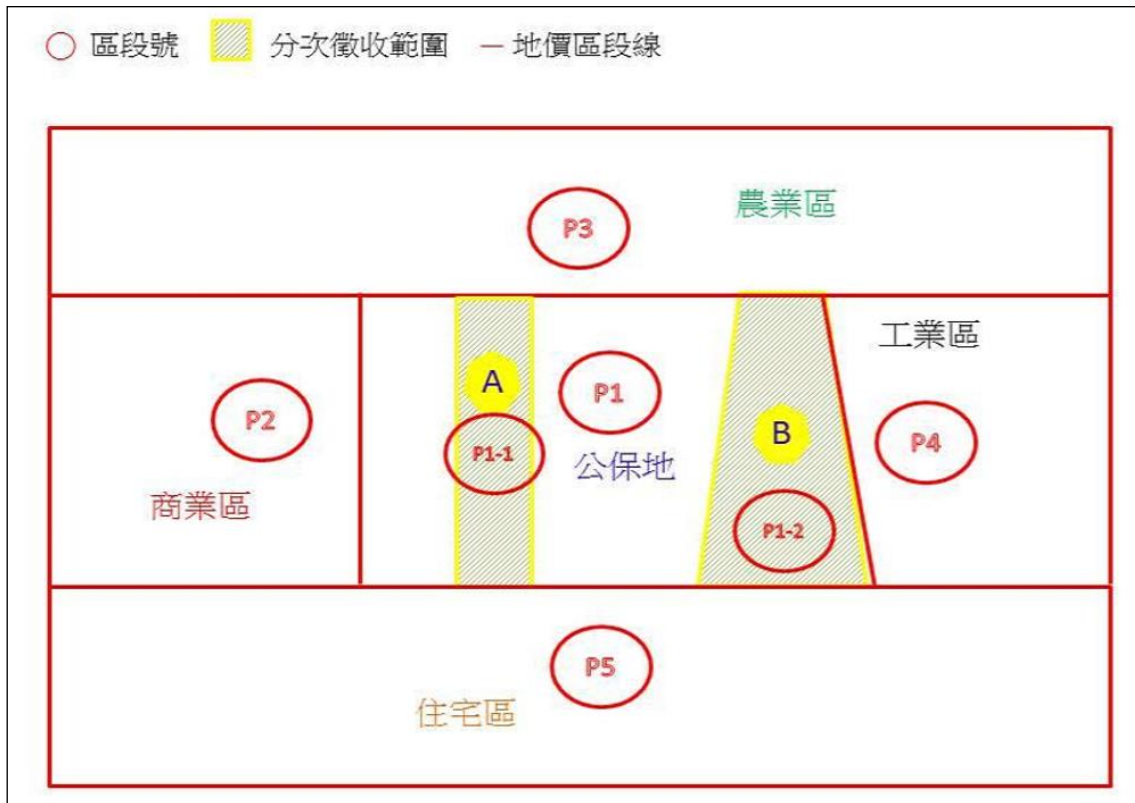 區段號 分次徵收範圍 地價區段線
農業區
P3
工業區
A
P1
P2
B
P4
P1-1
公保地
商業區
P1-2
P5
住宅區